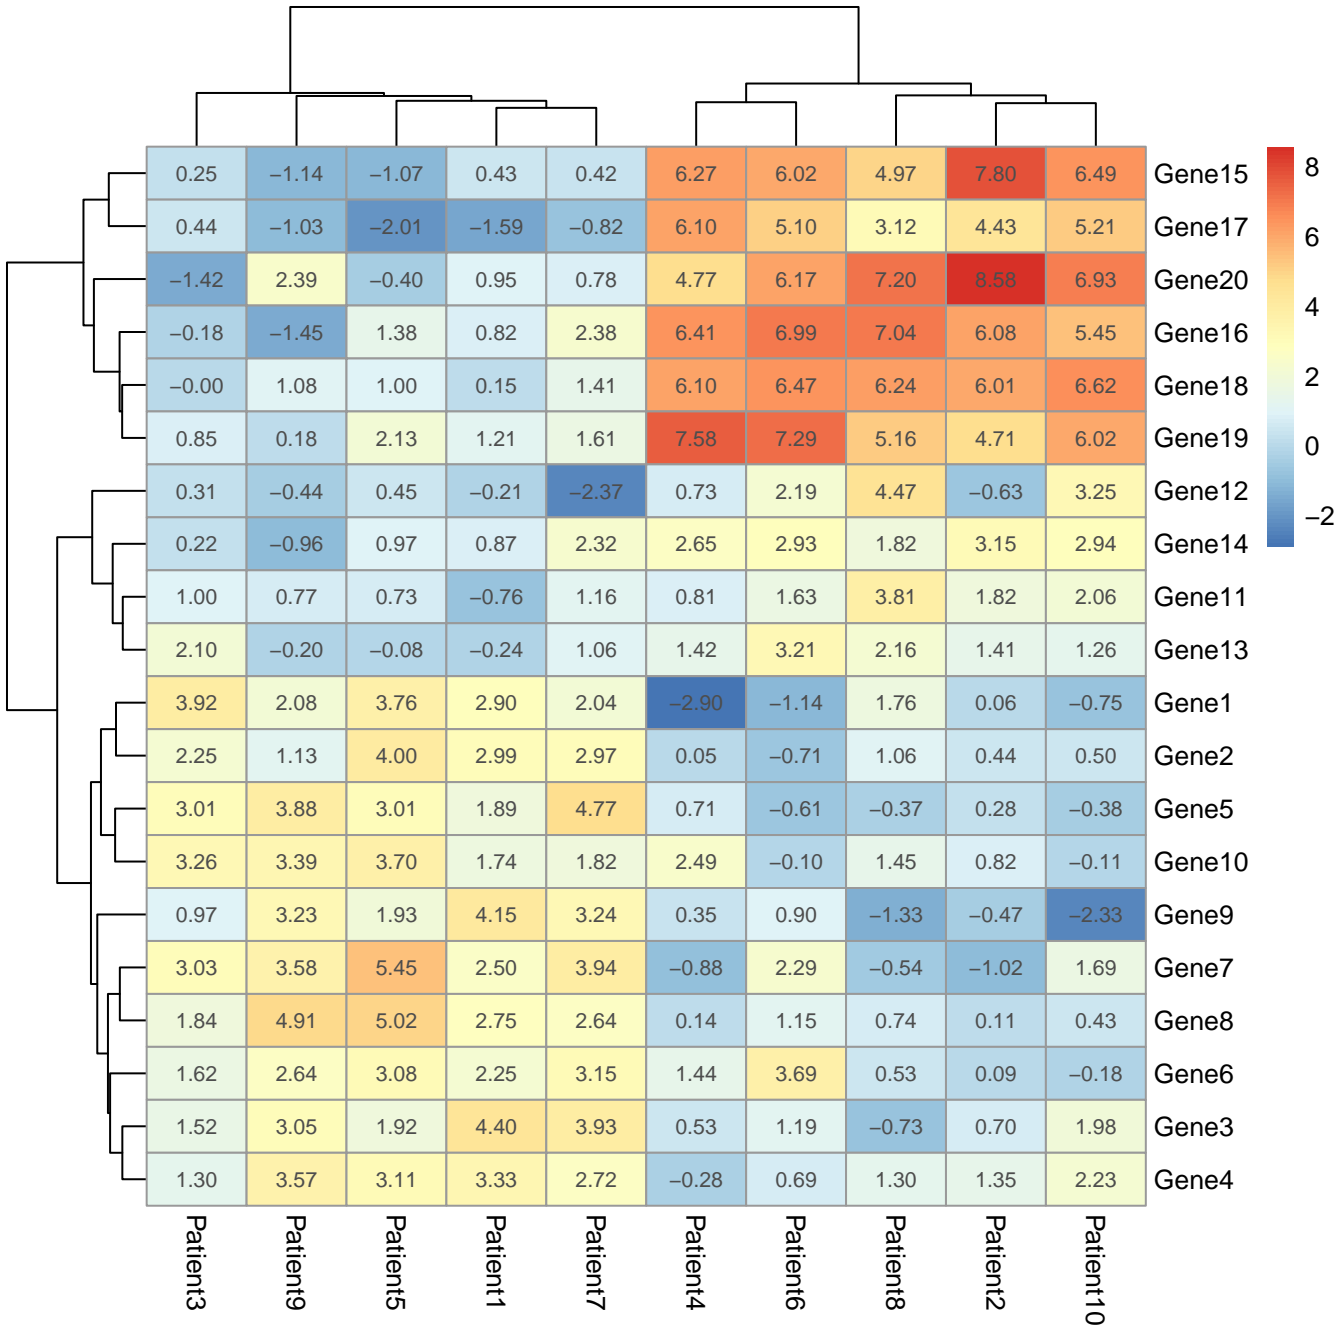 0.25 −1.14 −1.07 0.43 0.42 6.27 6.02 4.97 7.80 6.49 Gene15
0.44 −1.03 −2.01 −1.59 −0.82 6.10 5.10 3.12 4.43 5.21 Gene17
−1.42 2.39 −0.40 0.95 0.78 4.77 6.17 7.20 8.58 6.93 Gene20
−0.18 −1.45 1.38 0.82 2.38 6.41 6.99 7.04 6.08 5.45 Gene16
−0.00 1.08 1.00 0.15 1.41 6.10 6.47 6.24 6.01 6.62 Gene18
0.85 0.18 2.13 1.21 1.61 7.58 7.29 5.16 4.71 6.02 Gene19
0.31 −0.44 0.45 −0.21 −2.37 0.73 2.19 4.47 −0.63 3.25 Gene12
0.22 −0.96 0.97 0.87 2.32 2.65 2.93 1.82 3.15 2.94 Gene14
1.00 0.77 0.73 −0.76 1.16 0.81 1.63 3.81 1.82 2.06 Gene11
2.10 −0.20 −0.08 −0.24 1.06 1.42 3.21 2.16 1.41 1.26 Gene13
3.92 2.08 3.76 2.90 2.04 −2.90 −1.14 1.76 0.06 −0.75 Gene1
2.25 1.13 4.00 2.99 2.97 0.05 −0.71 1.06 0.44 0.50 Gene2
3.01 3.88 3.01 1.89 4.77 0.71 −0.61 −0.37 0.28 −0.38 Gene5
3.26 3.39 3.70 1.74 1.82 2.49 −0.10 1.45 0.82 −0.11 Gene10
0.97 3.23 1.93 4.15 3.24 0.35 0.90 −1.33 −0.47 −2.33 Gene9
3.03 3.58 5.45 2.50 3.94 −0.88 2.29 −0.54 −1.02 1.69 Gene7
1.84 4.91 5.02 2.75 2.64 0.14 1.15 0.74 0.11 0.43 Gene8
1.62 2.64 3.08 2.25 3.15 1.44 3.69 0.53 0.09 −0.18 Gene6
1.52 3.05 1.92 4.40 3.93 0.53 1.19 −0.73 0.70 1.98 Gene3
1.30 3.57 3.11 3.33 2.72 −0.28 0.69 1.30 1.35 2.23 Gene4
Patient3
Patient9
Patient5
Patient1
Patient7
Patient4
Patient6
Patient8
Patient2
Patient10
8
6
4
2
0
−2